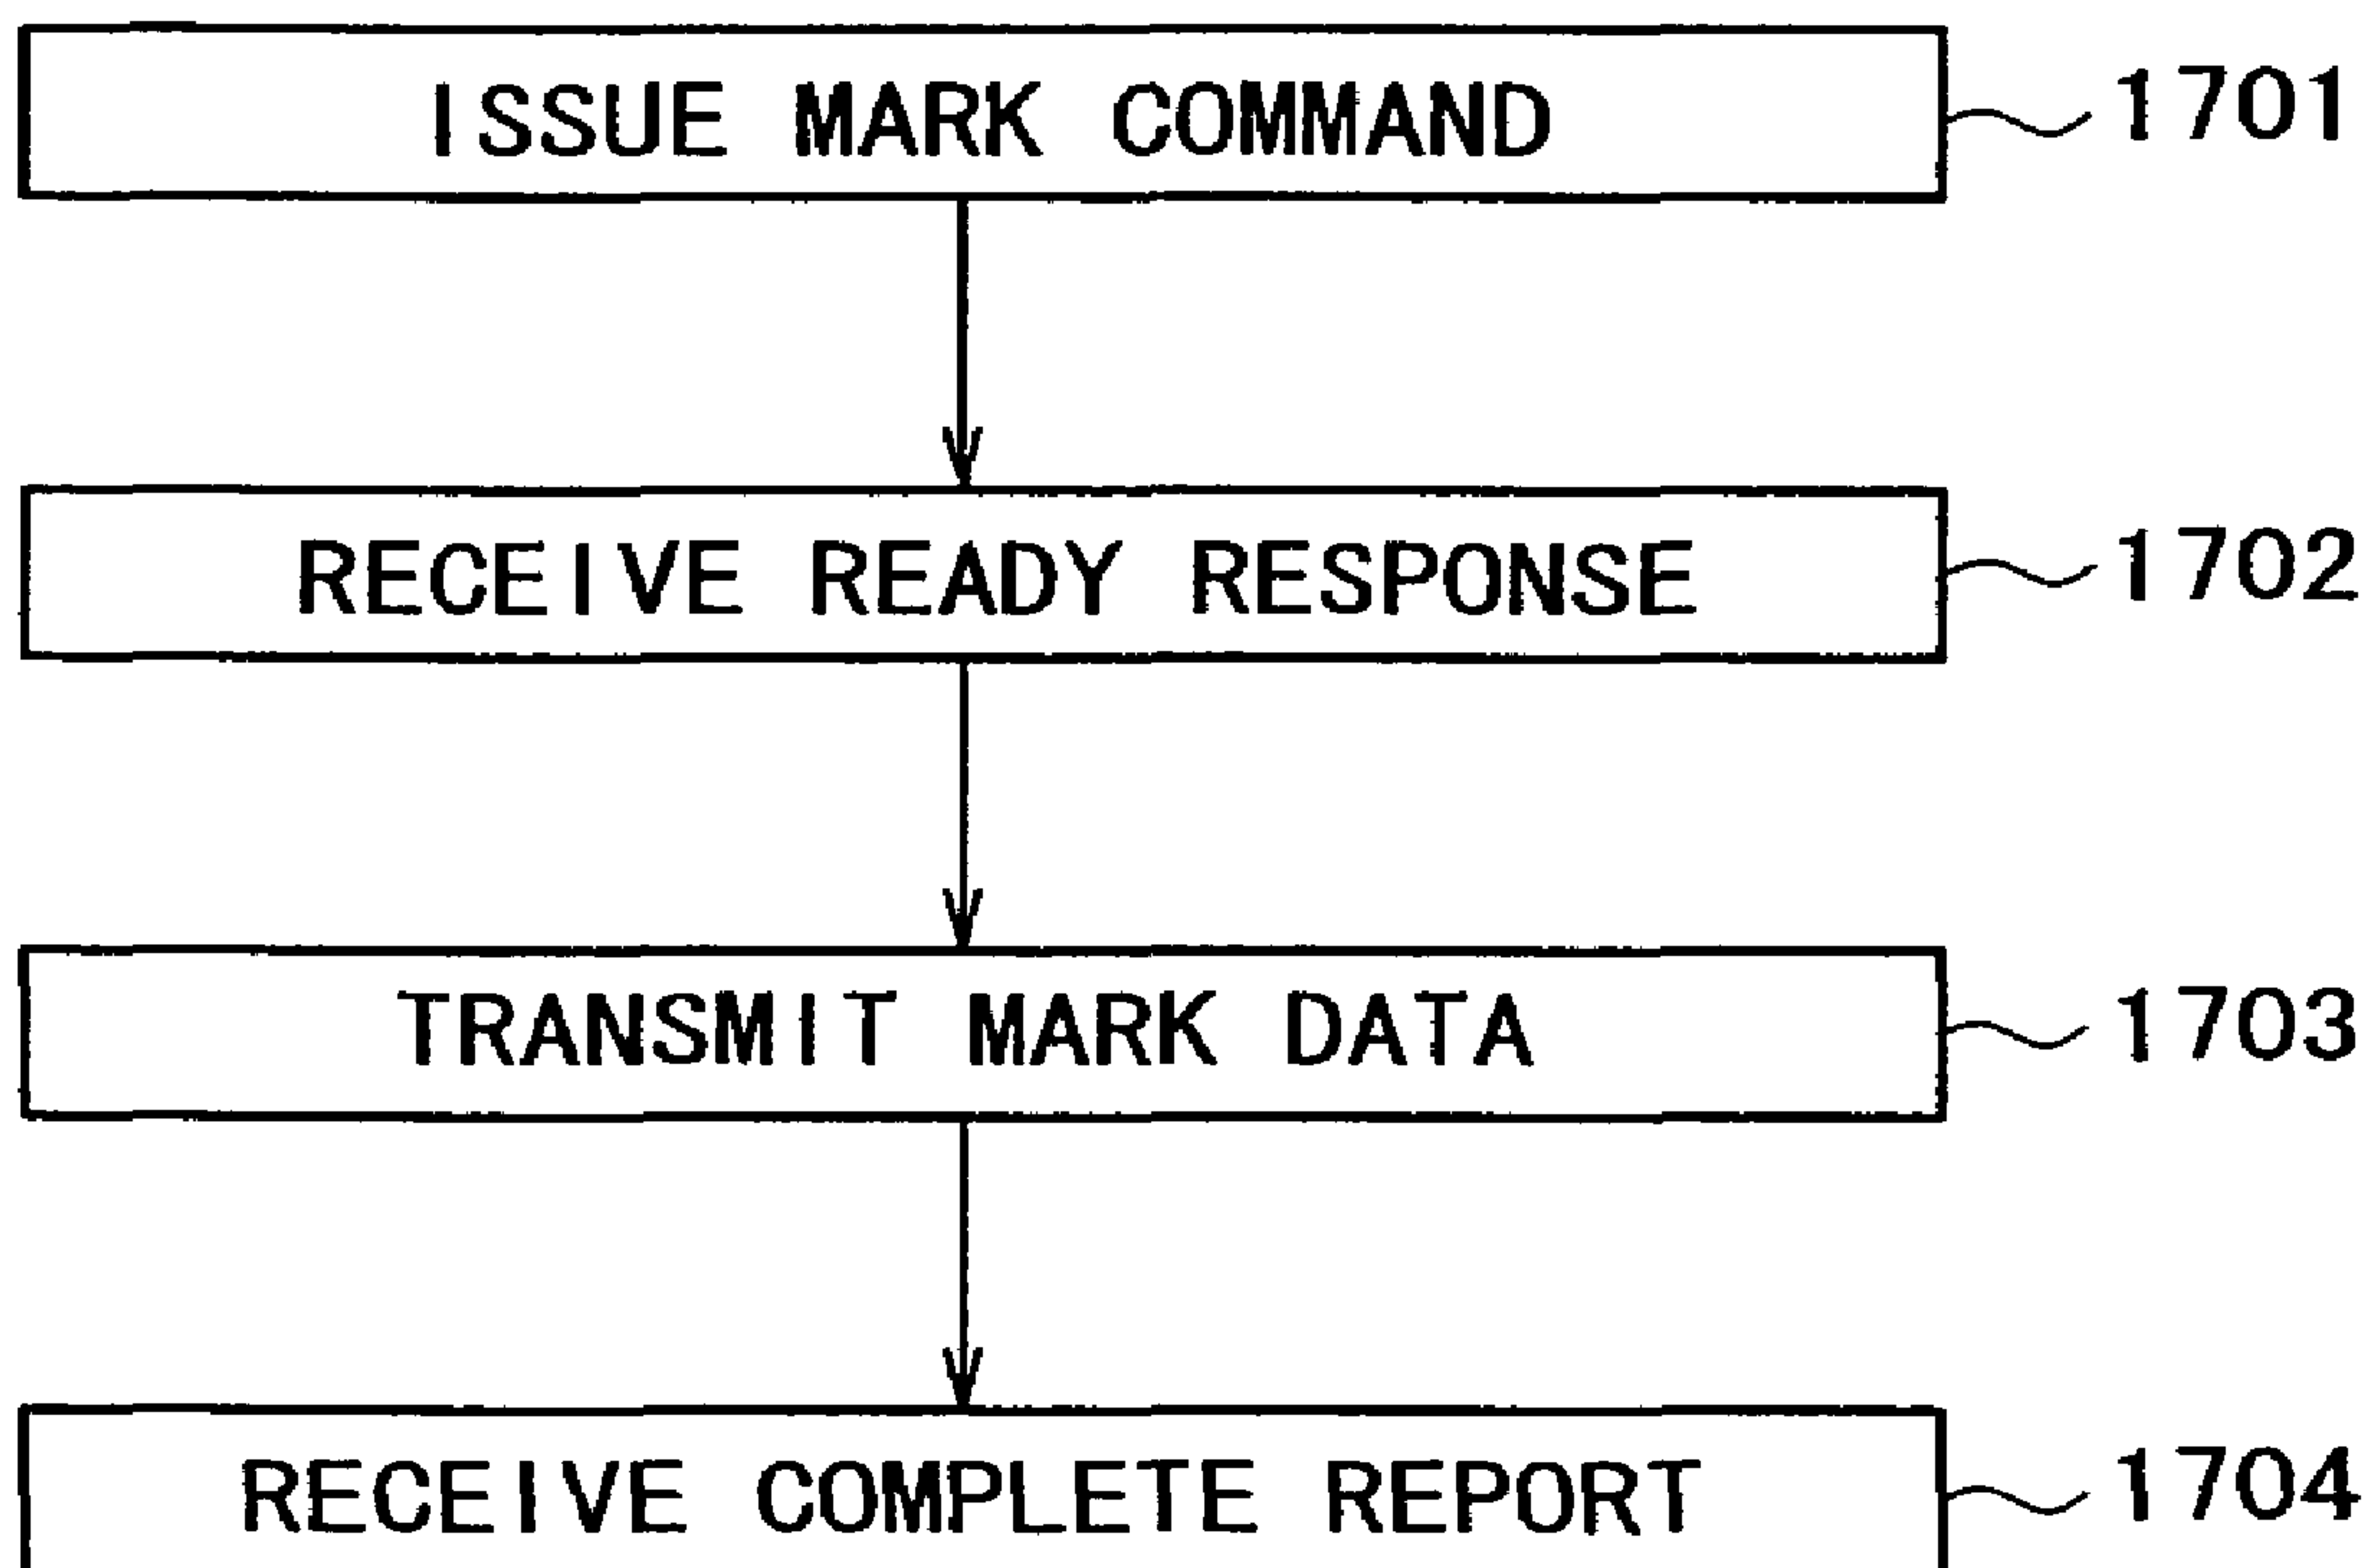 ISSUE MARK COMMAND 1701
RECEIVE READY RESPONSE 1702
TRANSMIT MARK DATA 1703
RECEIVE COMPLETE REPORT 1704